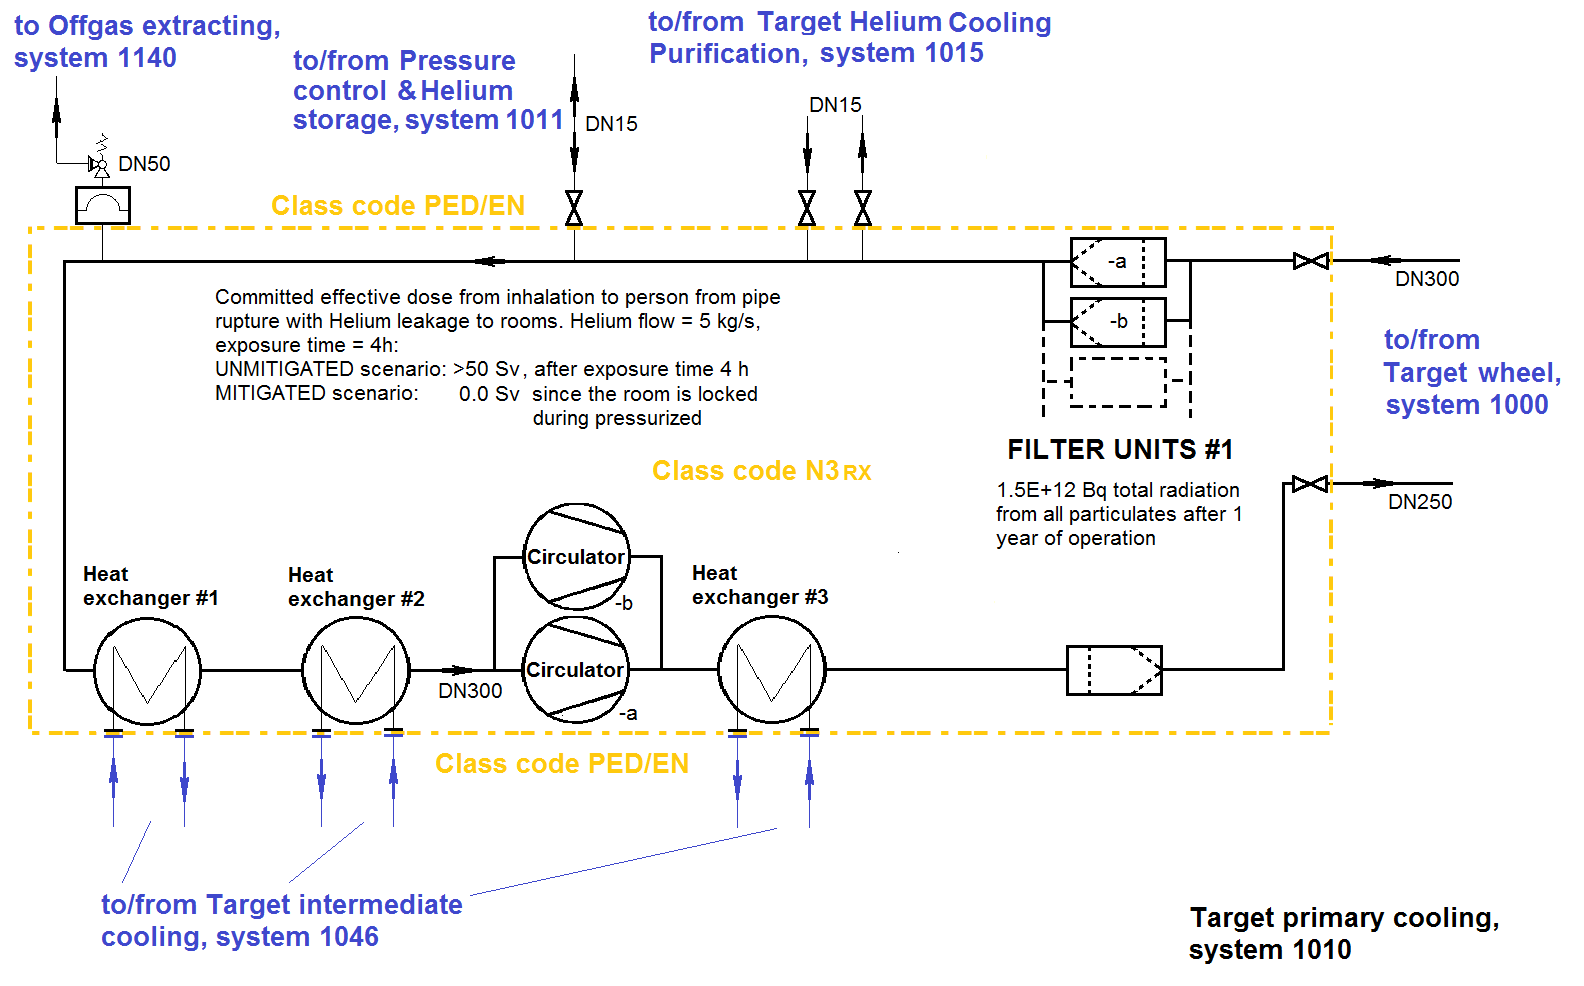 to Offgas extracting,
system 1140
to/from Pressure
control & Helium
storage, system 1011
to/from Target Helium Cooling
Purification, system 1015
DN15
DN15
DN50
Class code PED/EN
-a
-b
DN300
Committed effective dose from inhalation to person from pipe
rupture with Helium leakage to rooms. Helium flow = 5 kg/s,
exposure time = 4h:
UNMITIGATED scenario: >50 Sv, after exposure time 4 h
MITIGATED scenario: 0.0 Sv since the room is locked
during pressurized
to/from
Target wheel,
system 1000
FILTER UNITS #1
1.5E+12 Bq total radiation
from all particulates after 1
year of operation
Class code N3RX
DN250
Heat
exchanger #1
Heat
exchanger #2
Circulator
-b
Circulator
-a
DN300
Heat
exchanger #3
Class code PED/EN
to/from Target intermediate
cooling, system 1046
Target primary cooling,
system 1010